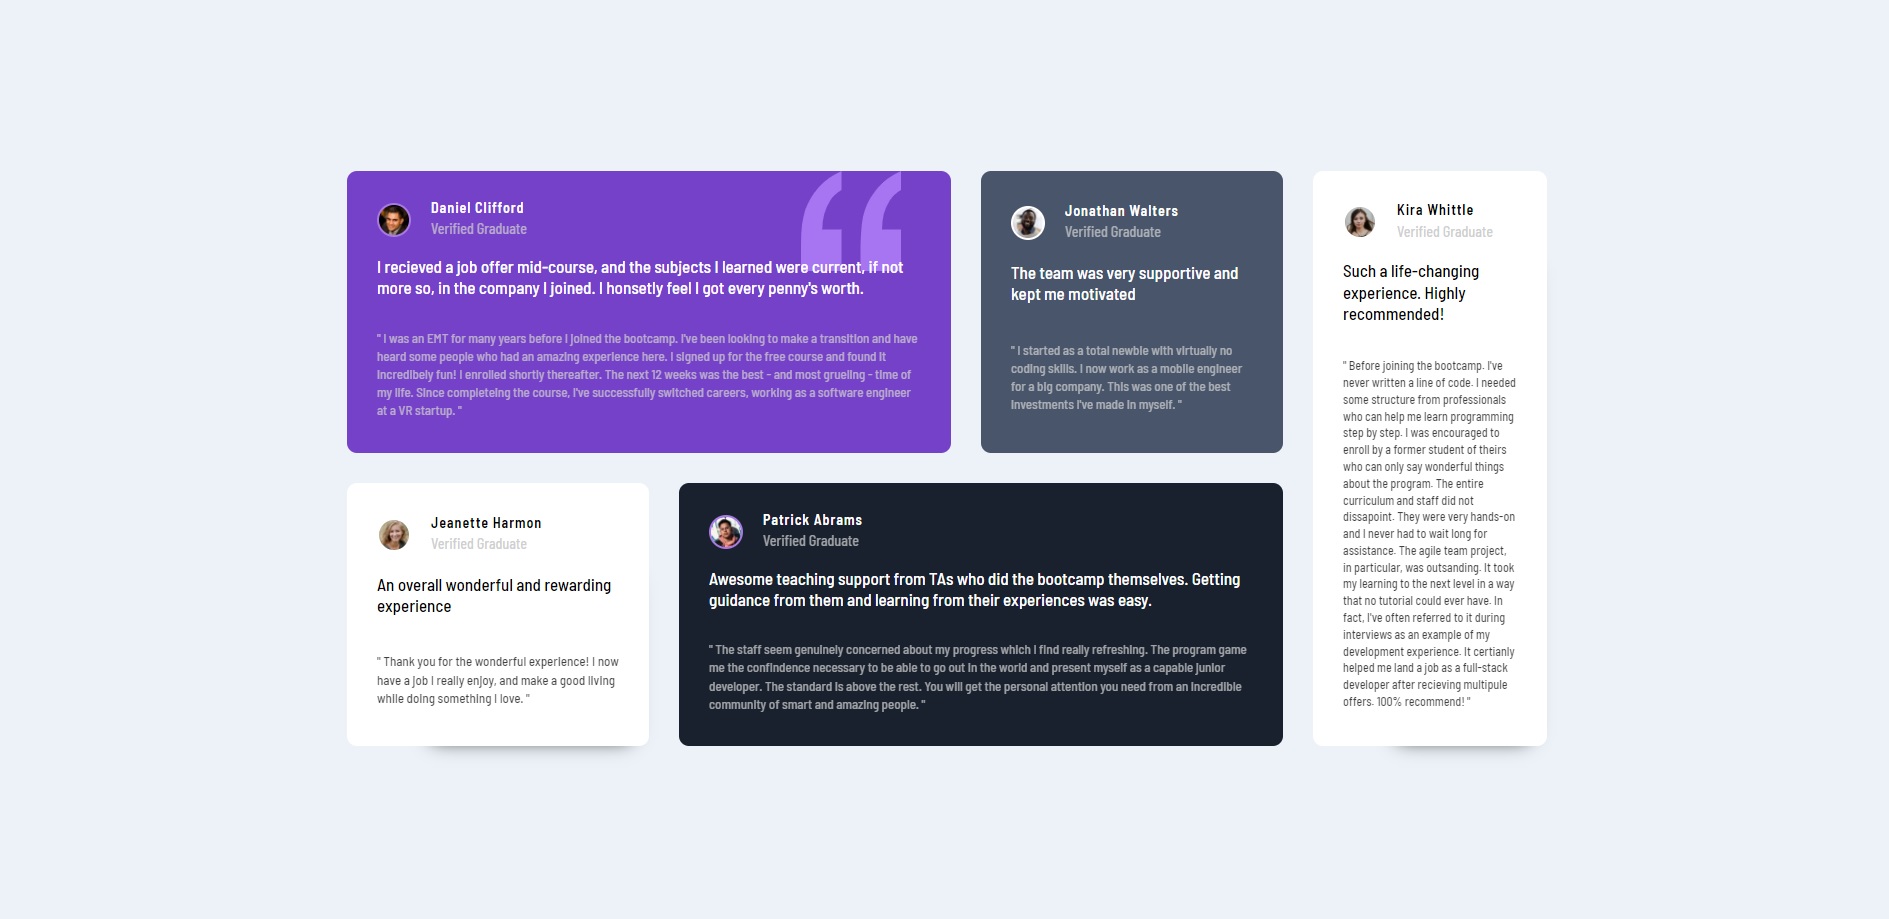 Daniel Clifford
Verified Graduate
I recieved a job offer mid-course, and the subjects I learned were current, if not
more so, in the company I joined. I honsetly feel I got every penny's worth.
" I was an EMT for many years before I joined the bootcamp. I've been looking to make a transition and have
heard some people who had an amazing experience here. I signed up for the free course and found it
incredibely fun! I enrolled shortly thereafter. The next 12 weeks was the best - and most grueling - time of
my life. Since completeing the course, I've successfully switched careers, working as a software engineer
at a VR startup. "
Jonathan Walters
Verified Graduate
The team was very supportive and
kept me motivated
" I started as a total newbie with virtually no
coding skills. I now work as a mobile engineer
for a big company. This was one of the best
investments I've made in myself. "
Kira Whittle
Verified Graduate
Such a life-changing
experience. Highly
recommended!
" Before joining the bootcamp. I've
never written a line of code. I needed
some structure from professionals
who can help me learn programming
step by step. I was encouraged to
enroll by a former student of theirs
who can only say wonderful things
about the program. The entire
curriculum and staff did not
dissapoint. They were very hands-on
and I never had to wait long for
assistance. The agile team project,
in particular, was outsanding. It took
my learning to the next level in a way
that no tutorial could ever have. In
fact, I've often referred to it during
interviews as an example of my
development experience. It certianly
helped me land a job as a full-stack
developer after recieving multipule
offers. 100% recommend! "
Jeanette Harmon
Verified Graduate
An overall wonderful and rewarding
experience
" Thank you for the wonderful experience! I now
have a job I really enjoy, and make a good living
while doing something I love. "
Patrick Abrams
Verified Graduate
Awesome teaching support from TAs who did the bootcamp themselves. Getting
guidance from them and learning from their experiences was easy.
" The staff seem genuinely concerned about my progress which I find really refreshing. The program game
me the confindence necessary to be able to go out in the world and present myself as a capable junior
developer. The standard is above the rest. You will get the personal attention you need from an incredible
community of smart and amazing people. "